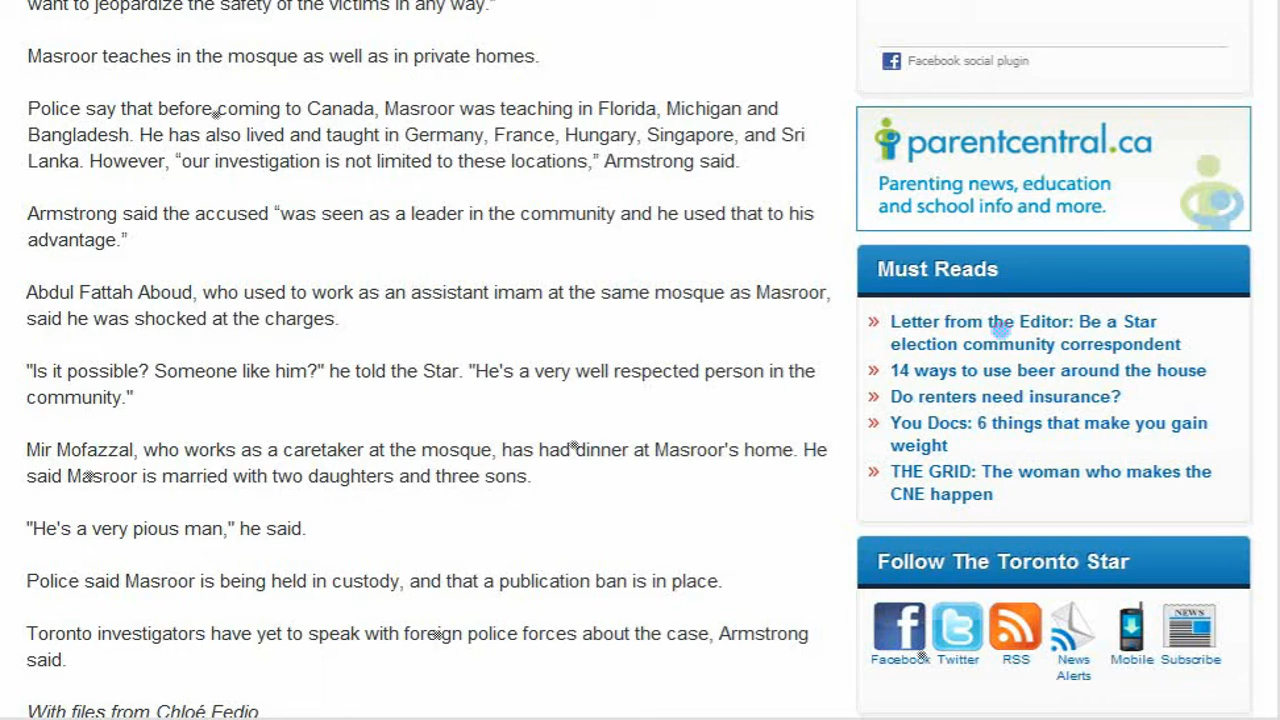 want to jeopardize the safety of the victims in any way.”
Masroor teaches in the mosque as well as in private homes.
Police say that before coming to Canada, Masroor was teaching in Florida, Michigan and
Bangladesh. He has also lived and taught in Germany, France, Hungary, Singapore, and Sri
Lanka. However, “our investigation is not limited to these locations,” Armstrong said.
Armstrong said the accused “was seen as a leader in the community and he used that to his
advantage.”
Abdul Fattah Aboud, who used to work as an assistant imam at the same mosque as Masroor,
said he was shocked at the charges.
"Is it possible? Someone like him?" he told the Star. "He's a very well respected person in the
community."
Mir Mofazzal, who works as a caretaker at the mosque, has had dinner at Masroor's home. He
said Masroor is married with two daughters and three sons.
"He's a very pious man," he said.
Police said Masroor is being held in custody, and that a publication ban is in place.
Toronto investigators have yet to speak with foreign police forces about the case, Armstrong
said.
With files from Chloé Fedio
Facebook social plugin
parentcentral.ca
Parenting news, education
and school info and more.
Must Reads
» Letter from the Editor: Be a Star
election community correspondent
» 14 ways to use beer around the house
» Do renters need insurance?
» You Docs: 6 things that make you gain
weight
» THE GRID: The woman who makes the
CNE happen
Follow The Toronto Star
NEWS
Facebook Twitter RSS News Alerts Mobile Subscribe